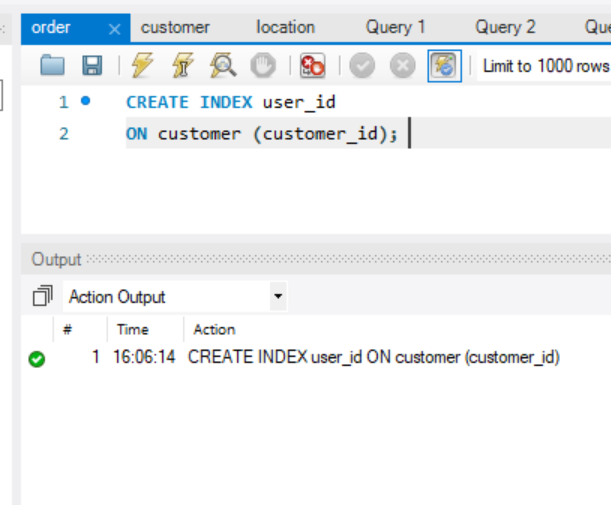 order × customer location Query 1 Query 2 Que
Limit to 1000 rows
1 CREATE INDEX user_id
2 ON customer (customer_id);
Output
Action Output
# Time Action
1 16:06:14 CREATE INDEX user_id ON customer (customer_id)